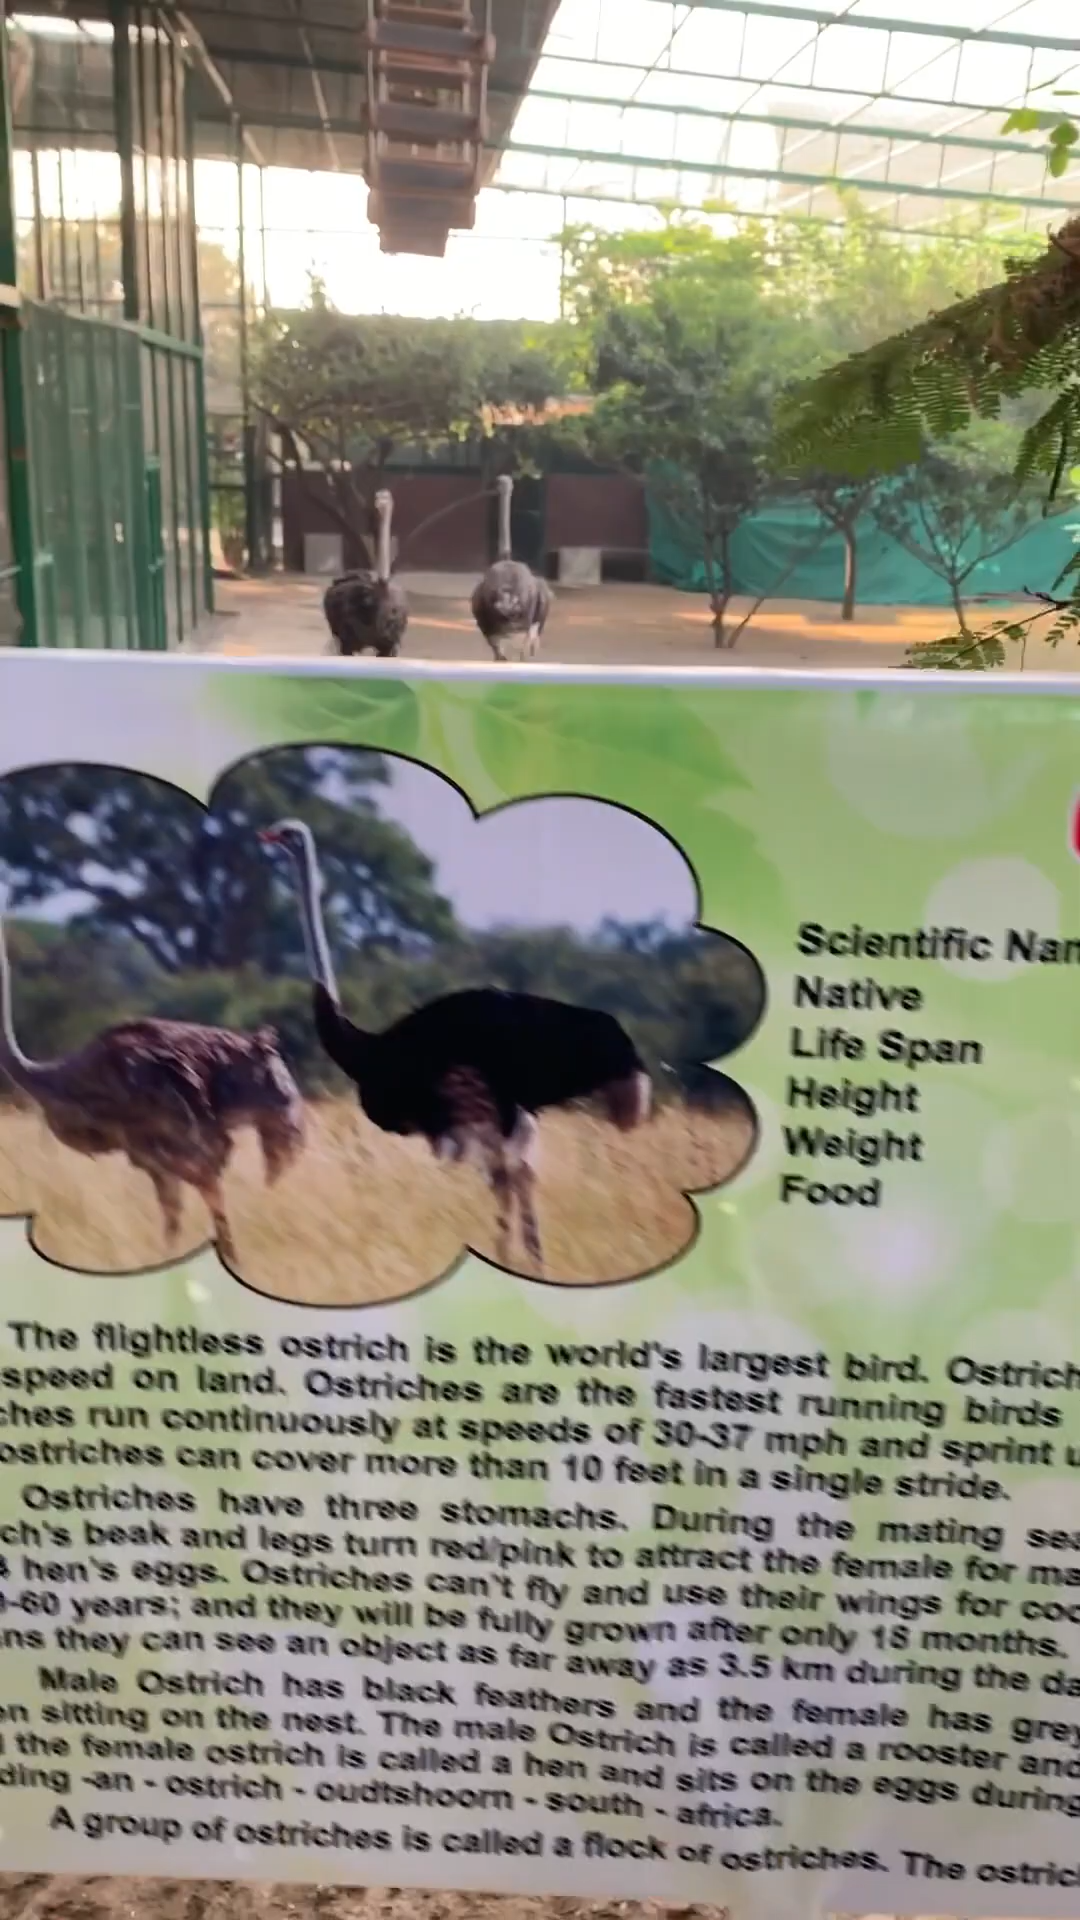 Scientific Nan
Native
Life Span
Height
Weight
Food
The flightless ostrich is the world's largest bird. Ostrich
speed on land. Ostriches are the fastest running birds
ches run continuously at speeds of 30-37 mph and sprint u
ostriches can cover more than 10 feet in a single stride.
Ostriches have three stomachs. During the mating sea
ch's beak and legs turn red/pink to attract the female for ma
hen's eggs. Ostriches can't fly and use their wings for coo
-60 years; and they will be fully grown after only 18 months.
ns they can see an object as far away as 3.5 km during the da
Male Ostrich has black feathers and the female has grey
n sitting on the nest. The male Ostrich is called a rooster and
the female ostrich is called a hen and sits on the eggs during
ding -an - ostrich - oudtshoorn - south - africa.
A group of ostriches is called a flock of ostriches. The ostrich